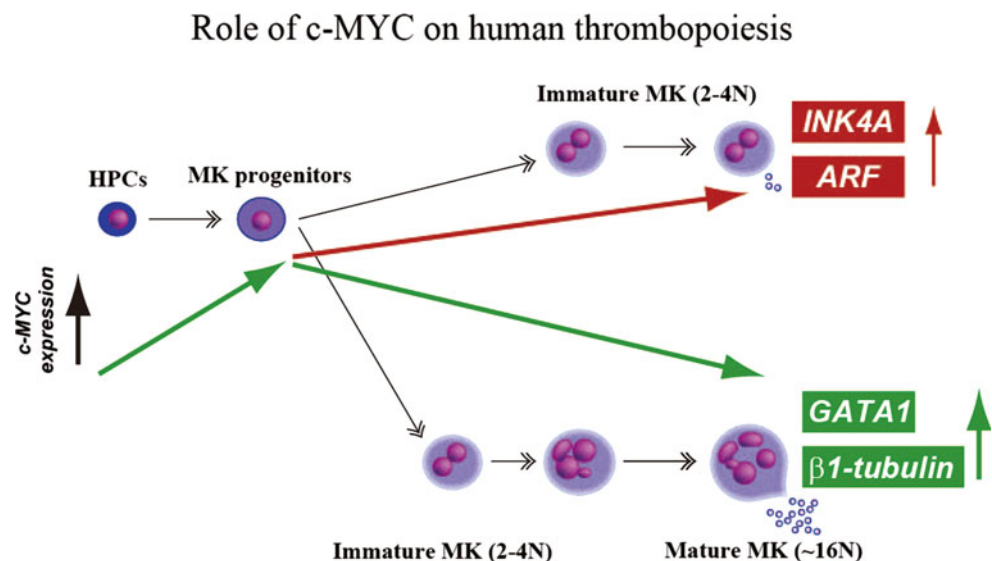 Role of c-MYC on human thrombopoiesis
Immature MK (2-4N)
INK4A
ARF
HPCs
MK progenitors
c-MYC
expression
GATA1
β1-tubulin
Immature MK (2-4N)
Mature MK (~16N)